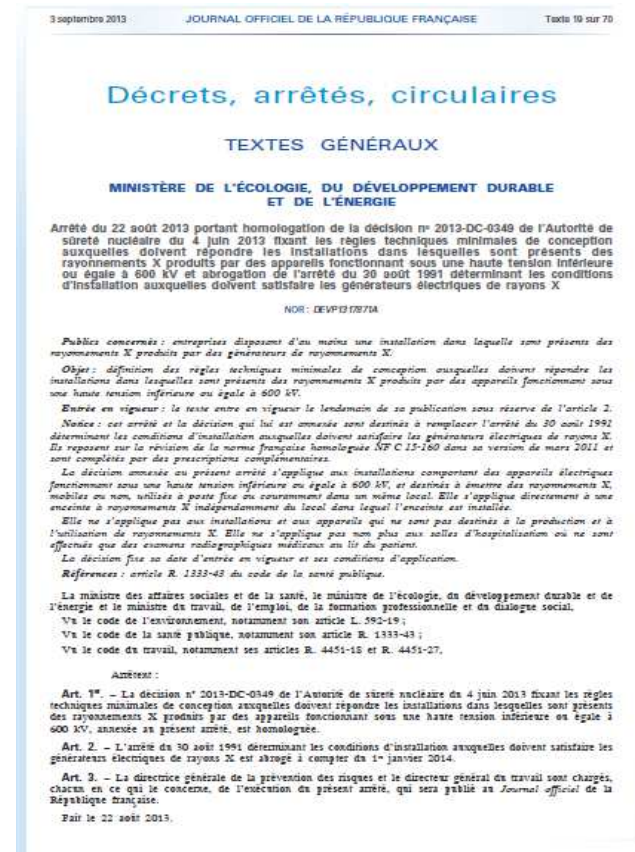 3 septembre 2013 JOURNAL OFFICIEL DE LA RÉPUBLIQUE FRANÇAISE Texte 19 sur 70
Décrets, arrêtés, circulaires
TEXTES GÉNÉRAUX
MINISTÈRE DE L'ÉCOLOGIE, DU DÉVELOPPEMENT DURABLE
ET DE L'ÉNERGIE
Arrêté du 22 août 2013 portant homologation de la décision nº 2013-DC-0349 de l'Autorité de
sûreté nucléaire du 4 juin 2013 fixant les règles techniques minimales de conception
auxquelles doivent répondre les installations dans lesquelles sont présents des
rayonnements X produits par des appareils fonctionnant sous une haute tension inférieure
ou égale à 600 kV et abrogation de l'arrêté du 30 août 1991 déterminant les conditions
d'installation auxquelles doivent satisfaire les générateurs électriques de rayons X
NOR : DEVP1317871A
Publics concernés : entreprises disposant d'au moins une installation dans laquelle sont présents des
rayonnements X produits par des générateurs de rayonnements X.
Objet : définition des règles techniques minimales de conception auxquelles doivent répondre les
installations dans lesquelles sont présents des rayonnements X produits par des appareils fonctionnant sous
une haute tension inférieure ou égale à 600 kV.
Entrée en vigueur : le texte entre en vigueur le lendemain de sa publication sous réserve de l'article 2.
Notice : cet arrêté et la décision qui lui est annexée sont destinés à remplacer l'arrêté du 30 août 1991
déterminant les conditions d'installation auxquelles doivent satisfaire les générateurs électriques de rayons X.
Ils reposent sur la révision de la norme française homologuée NF C 15-160 dans sa version de mars 2011 et
sont complétés par des prescriptions complémentaires.
La décision annexée au présent arrêté s'applique aux installations comportant des appareils électriques
fonctionnant sous une haute tension inférieure ou égale à 600 kV, et destinés à émettre des rayonnements X,
mobiles ou non, utilisés à poste fixe ou couramment dans un même local. Elle s'applique directement à une
enceinte à rayonnements X indépendamment du local dans lequel l'enceinte est installée.
Elle ne s'applique pas aux installations et aux appareils qui ne sont pas destinés à la production et à
l'utilisation de rayonnements X. Elle ne s'applique pas non plus aux salles d'hospitalisation où ne sont
effectués que des examens radiographiques médicaux au lit du patient.
La décision fixe sa date d'entrée en vigueur et ses conditions d'application.
Références : article R. 1333-43 du code de la santé publique.
La ministre des affaires sociales et de la santé, le ministre de l'écologie, du développement durable et de
l'énergie et le ministre du travail, de l'emploi, de la formation professionnelle et du dialogue social,
Vu le code de l'environnement, notamment son article L. 592-19 ;
Vu le code de la santé publique, notamment son article R. 1333-43 ;
Vu le code du travail, notamment ses articles R. 4451-18 et R. 4451-27,
Arrêtent :
Art. 1er. – La décision n° 2013-DC-0349 de l'Autorité de sûreté nucléaire du 4 juin 2013 fixant les règles
techniques minimales de conception auxquelles doivent répondre les installations dans lesquelles sont présents
des rayonnements X produits par des appareils fonctionnant sous une haute tension inférieure ou égale à
600 kV, annexée au présent arrêté, est homologuée.
Art. 2. – L'arrêté du 30 août 1991 déterminant les conditions d'installation auxquelles doivent satisfaire les
générateurs électriques de rayons X est abrogé à compter du 1er janvier 2014.
Art. 3. – La directrice générale de la prévention des risques et le directeur général du travail sont chargés,
chacun en ce qui le concerne, de l'exécution du présent arrêté, qui sera publié au Journal officiel de la
République française.
Fait le 22 août 2013.